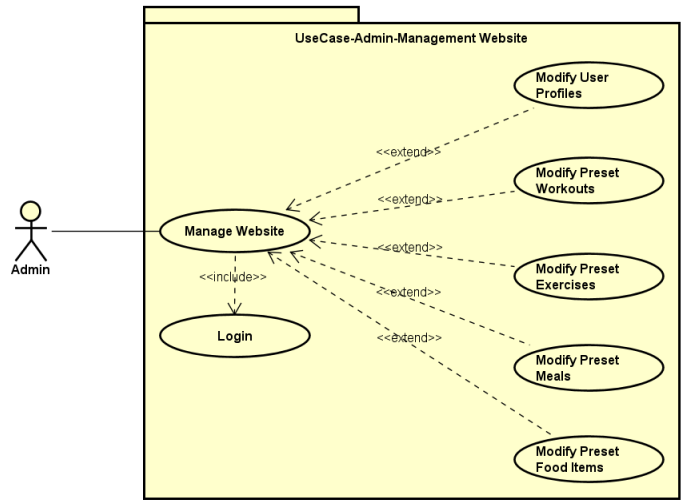 UseCase-Admin-Management Website
Modify User
Profiles
<<extend>>
Modify Preset
Workouts
<<extend>>
Manage Website
Admin
<<extend>>
Modify Preset
Exercises
<<include>>
<<extend>>
Login
<<extend>>
Modify Preset
Meals
Modify Preset
Food Items